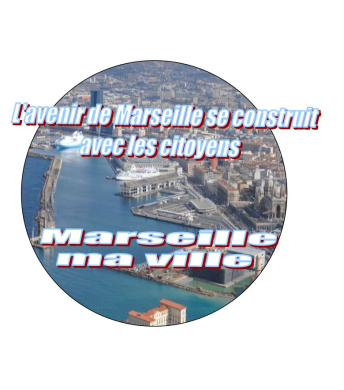 L'avenir de Marseille se construit
avec les citoyens
Marseille
ma ville